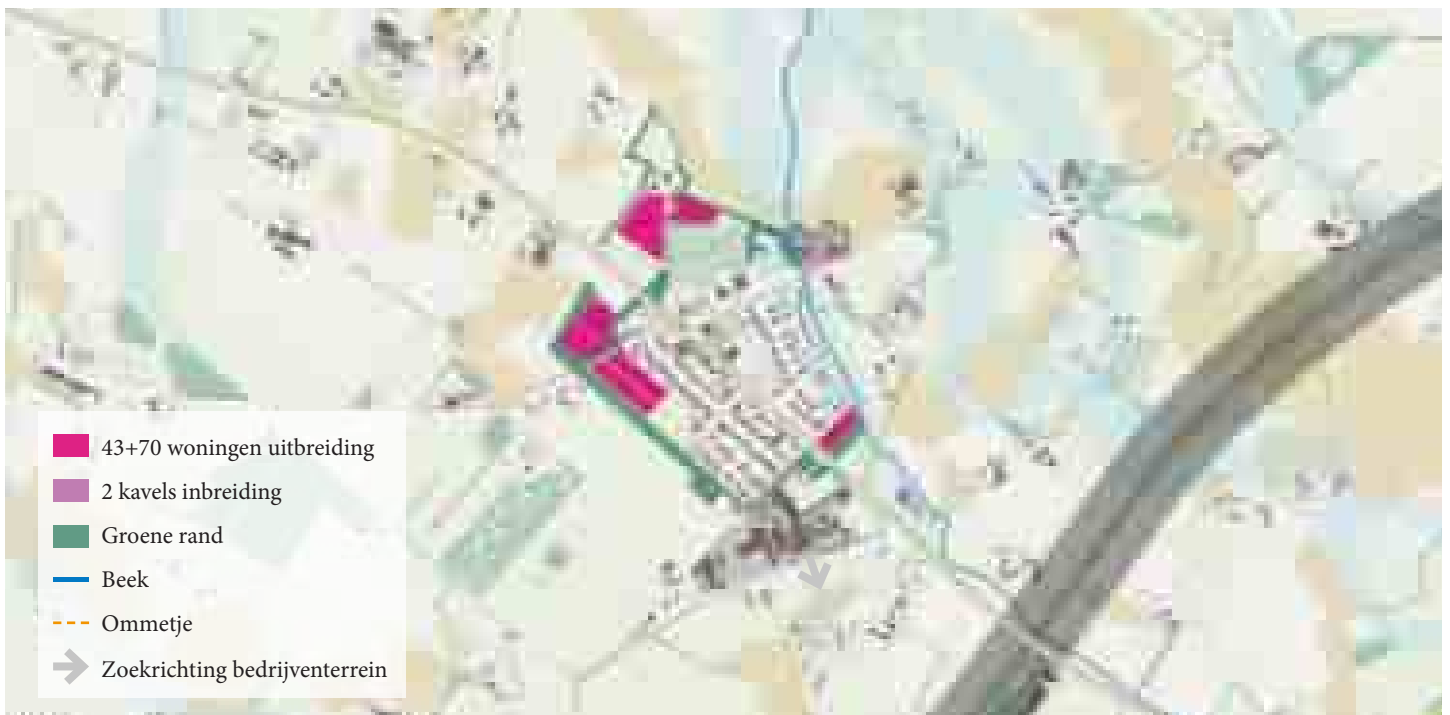 43+70 woningen uitbreiding
2 kavels inbreiding
Groene rand
Beek
Ommetje
Zoekrichting bedrijventerrein